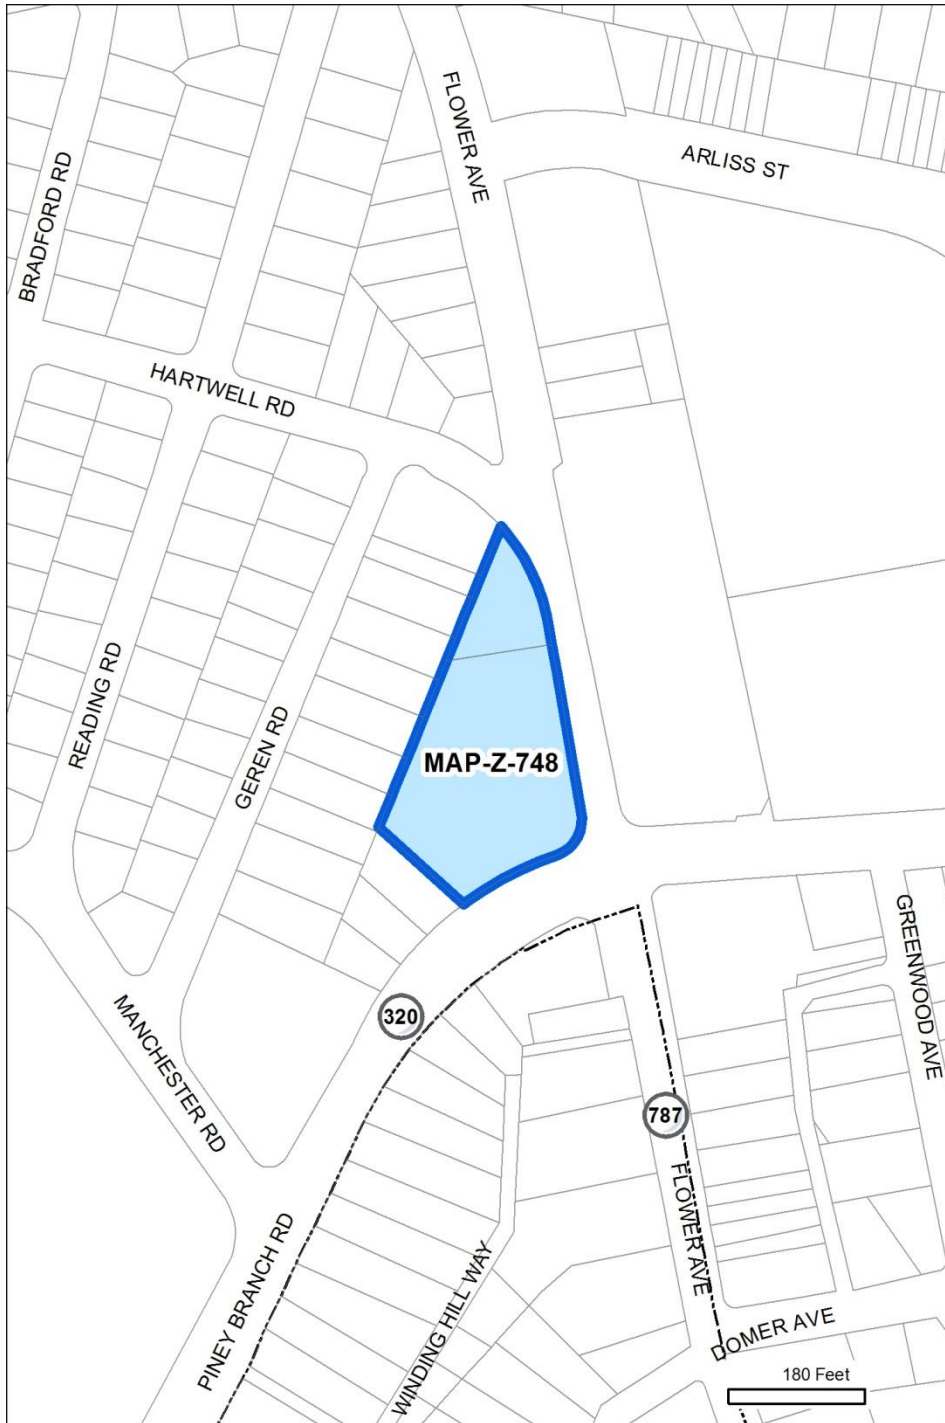 FLOWER AVE
ARLISS ST
BRADFORD RD
HARTWELL RD
READING RD
GEREN RD
MAP-Z-748
GREENWOOD AVE
320
MANCHESTER RD
787
FLOWER AVE
PINEY BRANCH RD
WINDING HILL WAY
DOMER AVE
180 Feet